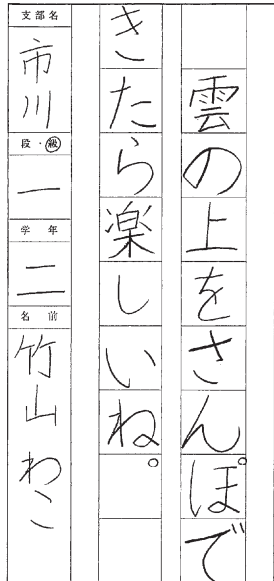 雲の上をさんぽで
きたら楽しいね。
支部名
市川
段・級
一
学年
二
名前
竹山わこ